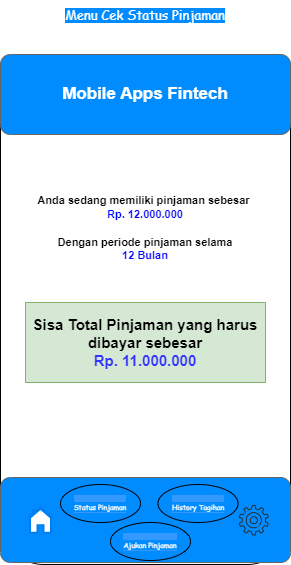 Menu Cek Status Pinjaman
Mobile Apps Fintech
Anda sedang memiliki pinjaman sebesar
Rp. 12.000.000
Dengan periode pinjaman selama
12 Bulan
Sisa Total Pinjaman yang harus
dibayar sebesar
Rp. 11.000.000
Status Pinjaman
History Tagihan
Ajukan Pinjaman